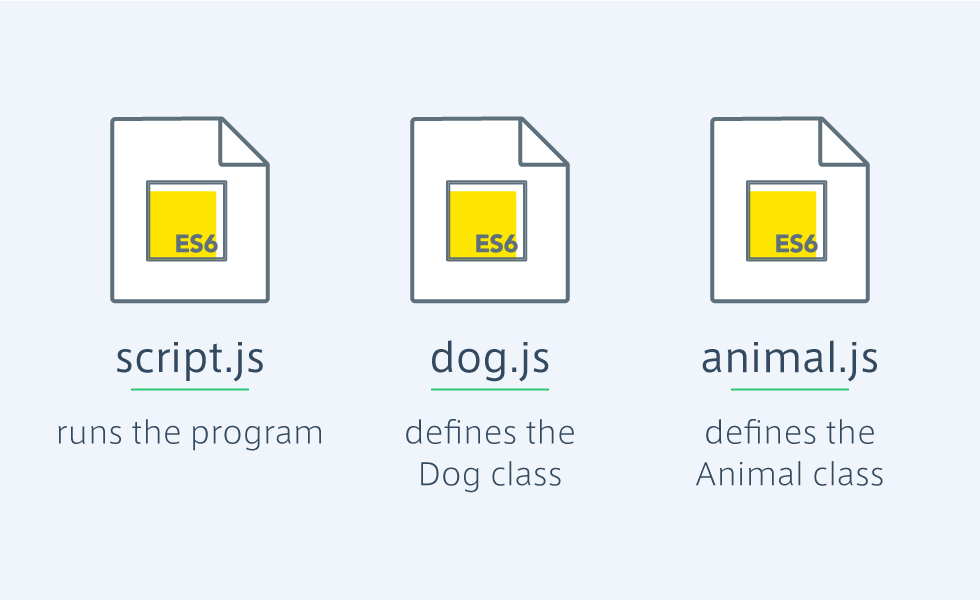 ES6
ES6
ES6
script.js
dog.js
animal.js
runs the program
defines the
Dog class
defines the
Animal class